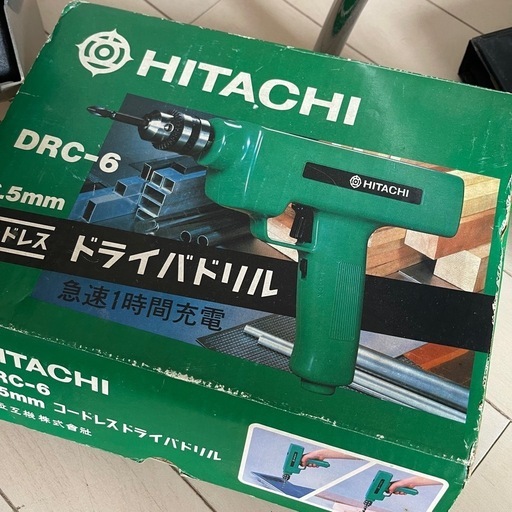 HITACHI
DRC-6
.5mm
HITACHI
ドレス ドライバドリル
急速1時間充電
HITACHI
RC-6
5mm コードレスドライバドリル
工機株式會社